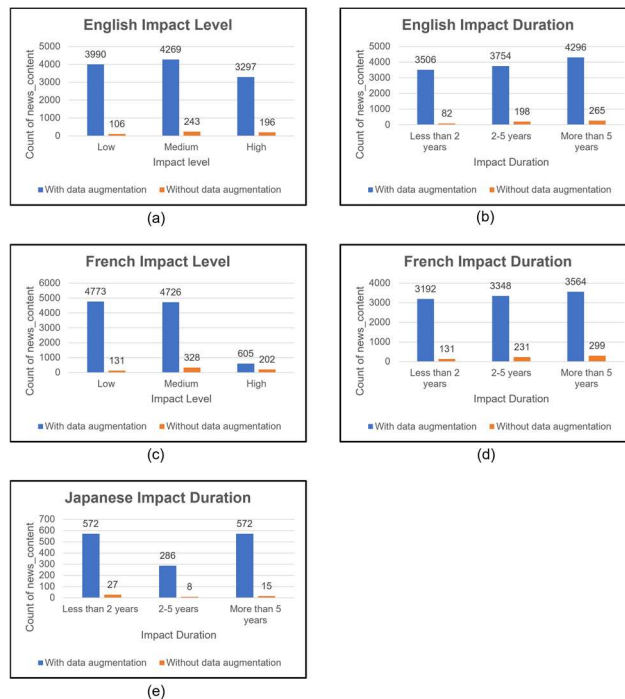 English Impact Level
Count of news_content
5000
4000
3000
2000
1000
0
3990
106
4269
243
3297
196
Low
Medium
High
Impact level
With data augmentation
Without data augmentation
(a)
English Impact Duration
Count of news_content
5000
4000
3000
2000
1000
0
3506
82
3754
198
4296
265
Less than 2
years
2-5 years
More than 5
years
Impact Duration
With data augmentation
Without data augmentation
(b)
French Impact Level
Count of news_content
6000
5000
4000
3000
2000
1000
0
4773
131
4726
328
605
202
Low
Medium
High
Impact Level
With data augmentation
Without data augmentation
(c)
French Impact Duration
Count of news_content
4000
3000
2000
1000
0
3192
131
3348
231
3564
299
Less than 2
years
2-5 years
More than 5
years
Impact Duration
With data augmentation
Without data augmentation
(d)
Japanese Impact Duration
Count of news_content
700
600
500
400
300
200
100
0
572
27
286
8
572
15
Less than 2 years
2-5 years
More than 5
years
Impact Duration
With data augmentation
Without data augmentation
(e)